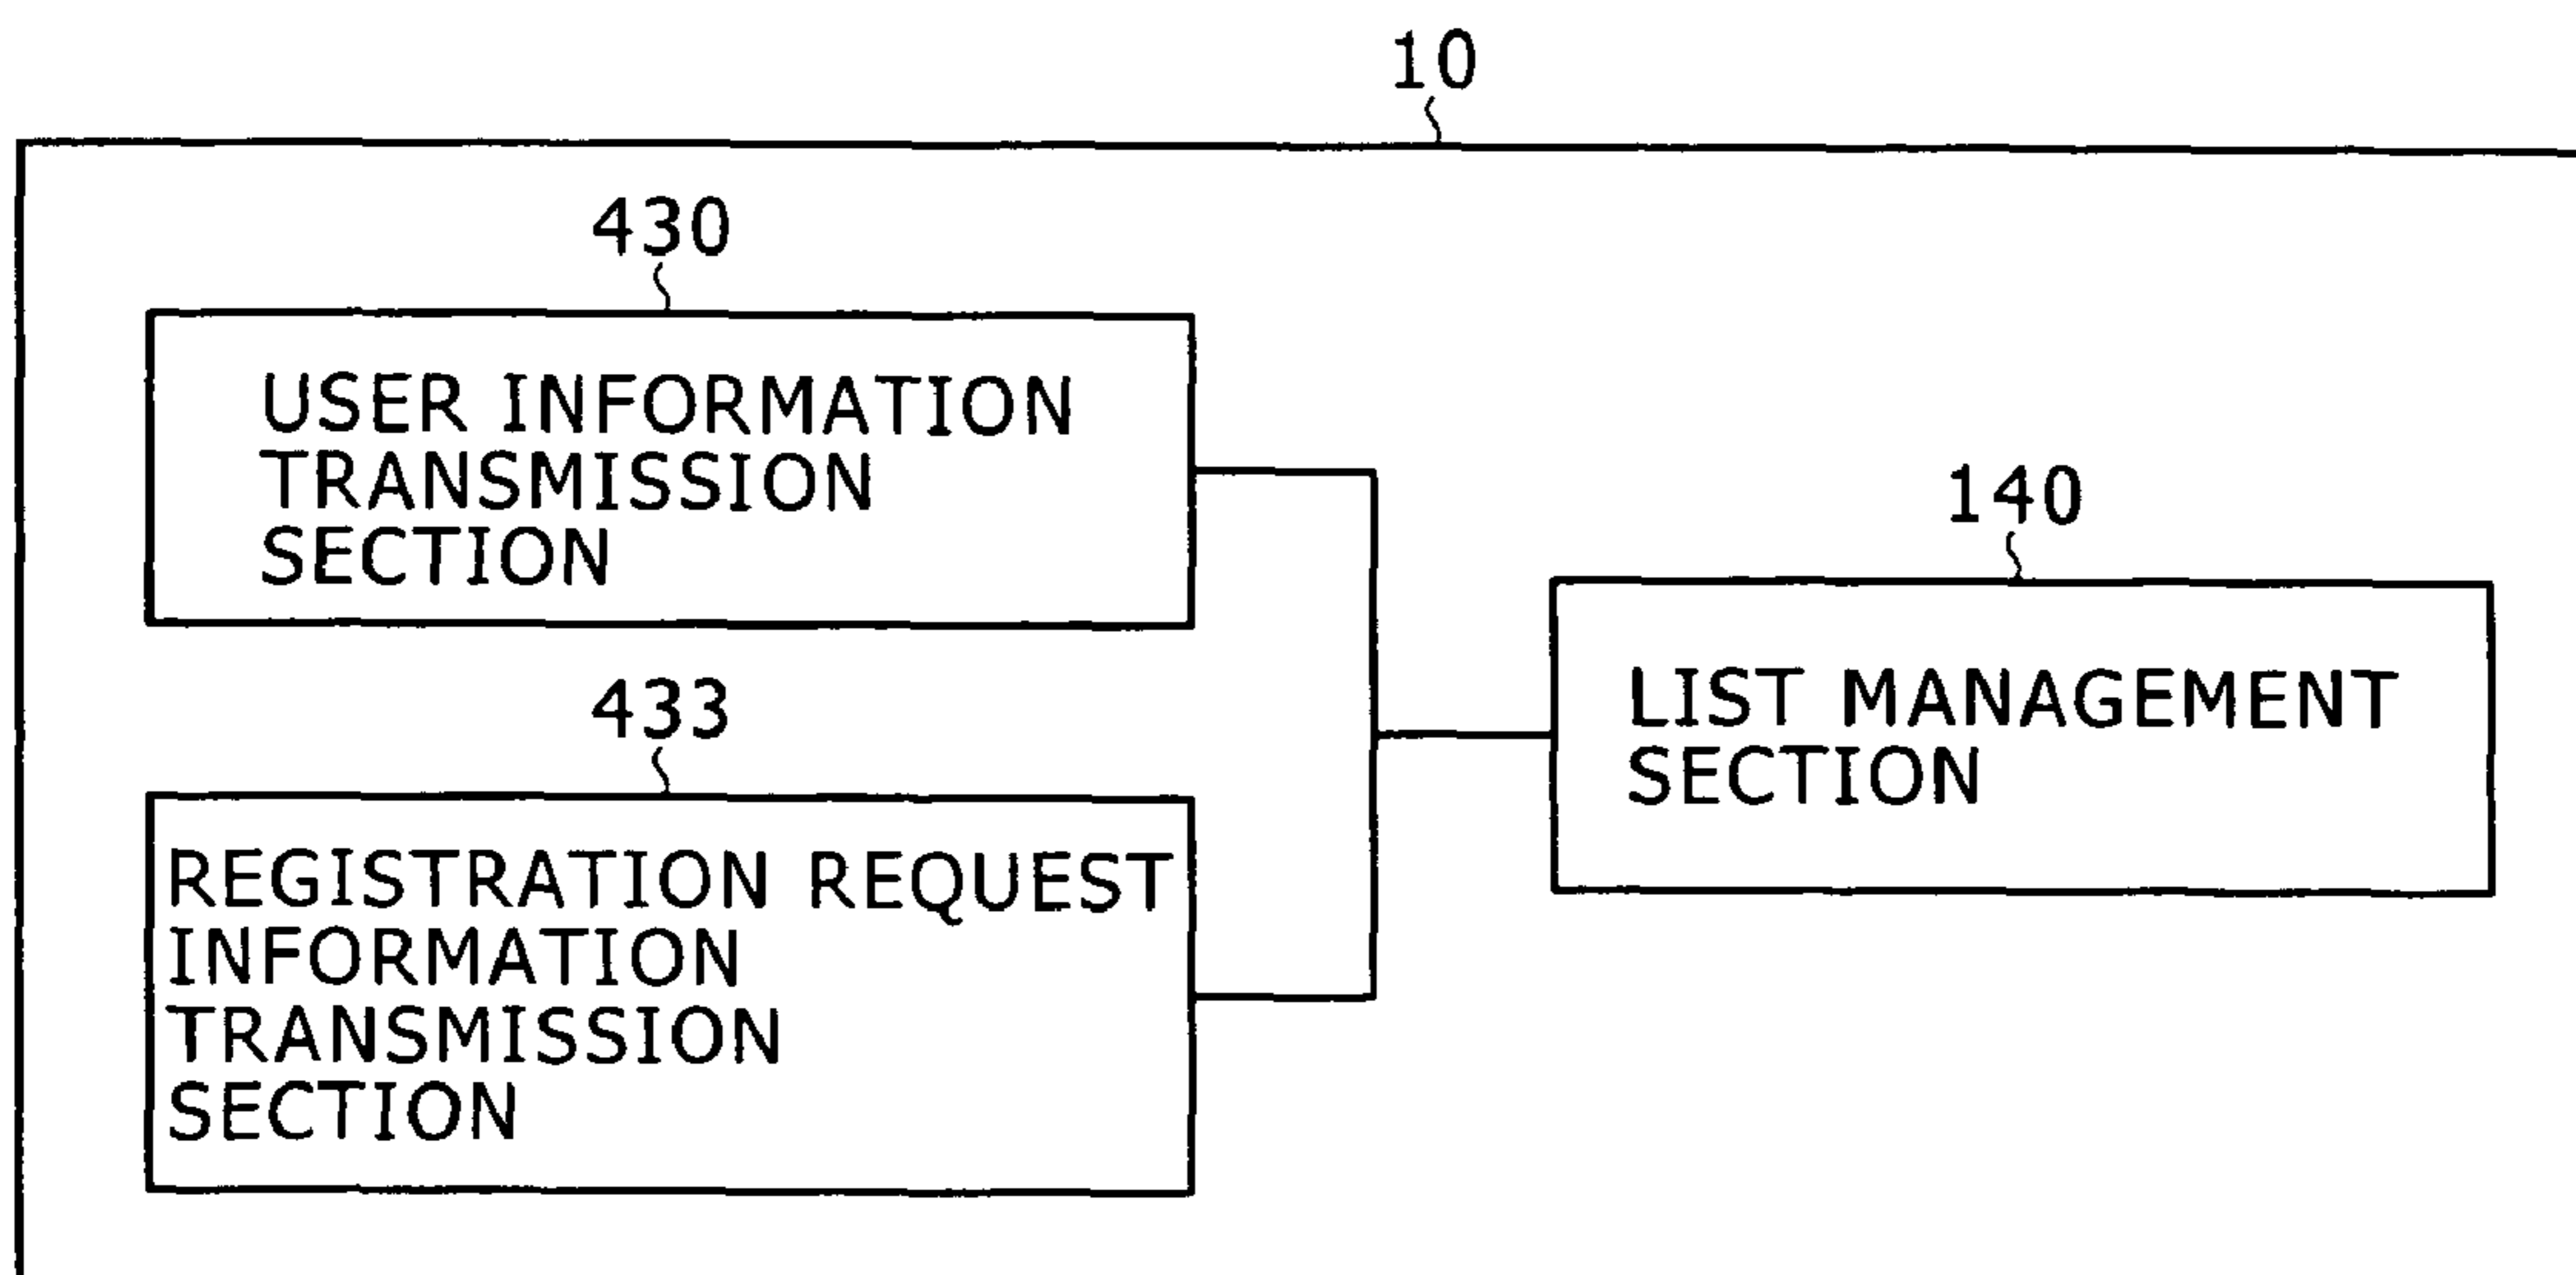 10
430
USER INFORMATION
TRANSMISSION
SECTION
140
LIST MANAGEMENT
SECTION
433
REGISTRATION REQUEST
INFORMATION
TRANSMISSION
SECTION